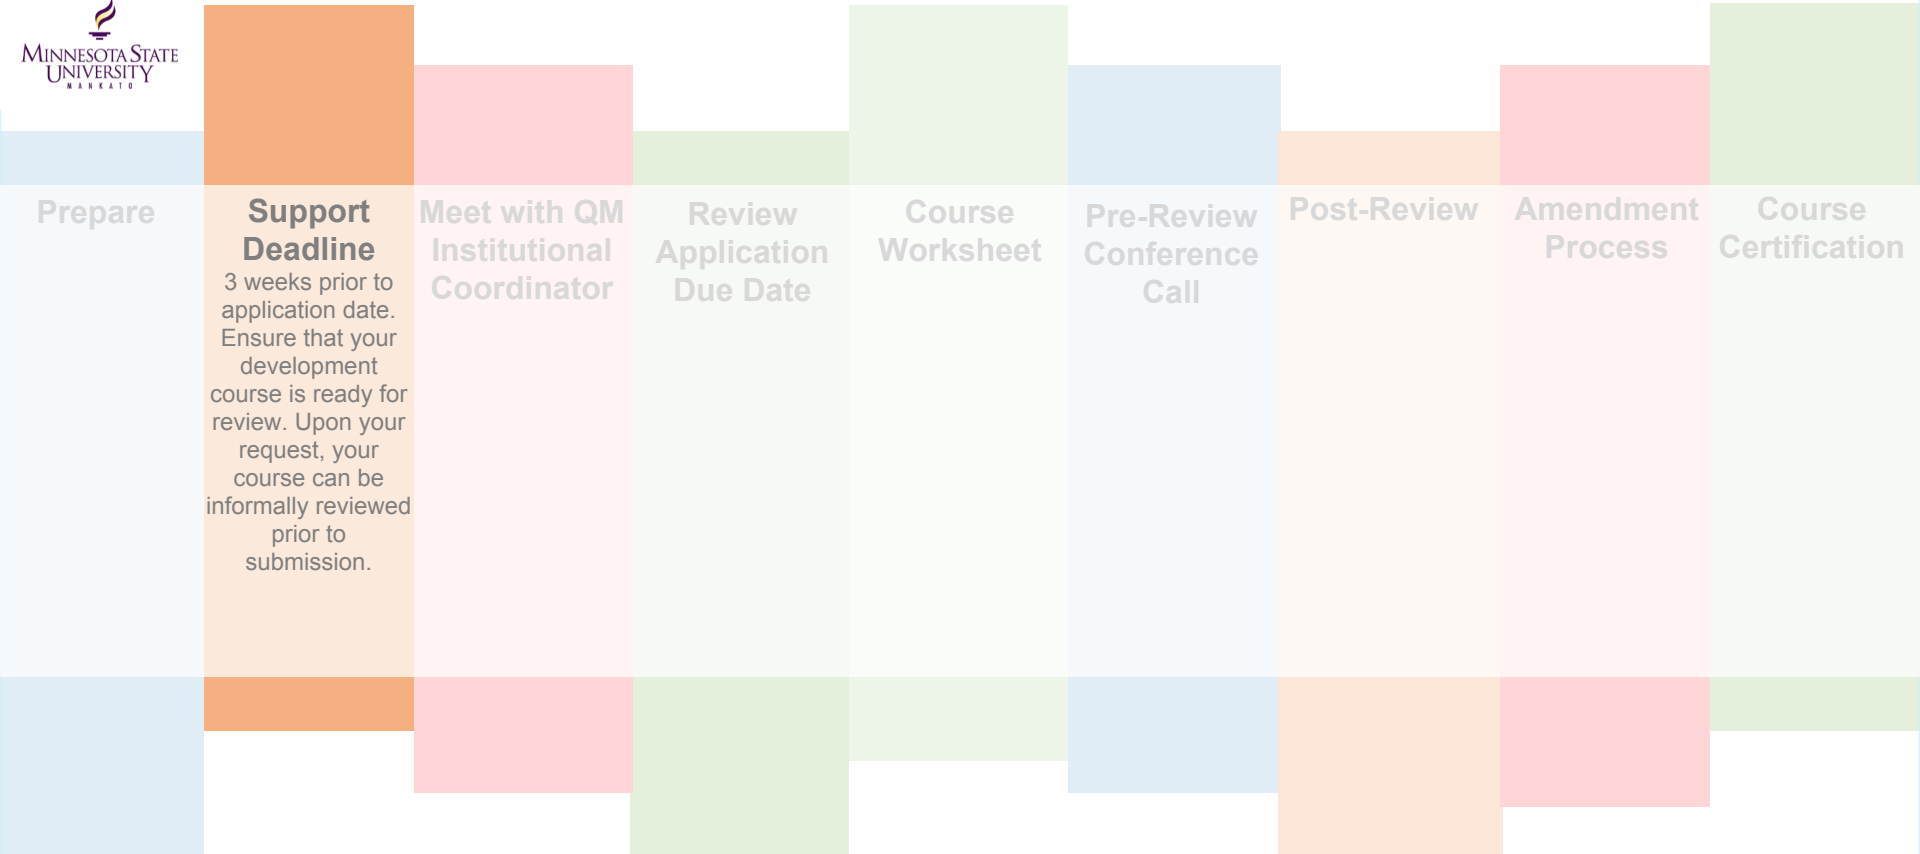 MINNESOTA STATE
UNIVERSITY
MANKATO
Prepare
Support
Deadline
3 weeks prior to
application date.
Ensure that your
development
course is ready for
review. Upon your
request, your
course can be
informally reviewed
prior to
submission.
Meet with QM
Institutional
Coordinator
Review
Application
Due Date
Course
Worksheet
Pre-Review
Conference
Call
Post-Review
Amendment
Process
Course
Certification